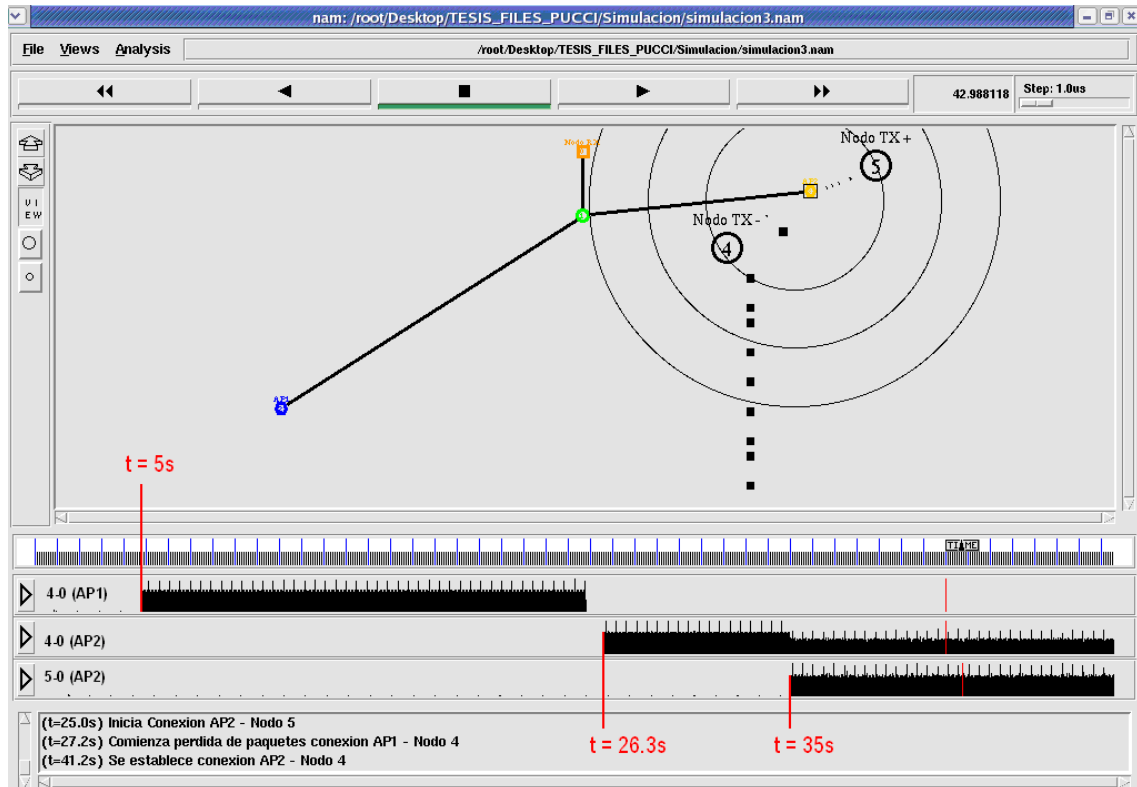 nam: /root/Desktop/TESIS_FILES_PUCCI/Simulacion/simulacion3.nam
File Views Analysis /root/Desktop/TESIS_FILES_PUCCI/Simulacion/simulacion3.nam
42.988118 Step: 1.0us
VI
EW
Nodo TX +
5
Nodo TX -
4
AP1
t = 5s
TIME
4-0 (AP1)
4-0 (AP2)
5-0 (AP2)
t = 26.3s
t = 35s
(t=25.0s) Inicia Conexion AP2 - Nodo 5
(t=27.2s) Comienza perdida de paquetes conexion AP1 - Nodo 4
(t=41.2s) Se establece conexion AP2 - Nodo 4